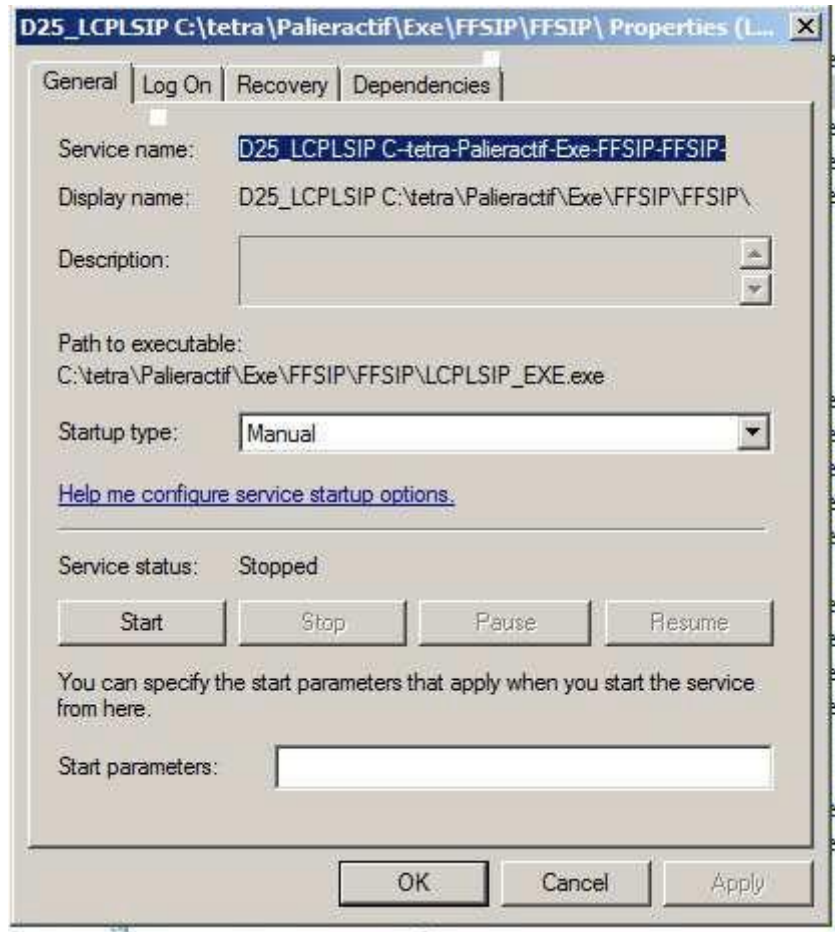 D25_LCPLSIP C:\tetra\Palieractif\Exe\FFSIP\FFSIP\ Properties (L...
General
Log On
Recovery
Dependencies
Service name:
D25_LCPLSIP C--tetra-Palieractif-Exe-FFSIP-FFSIP-
Display name:
D25_LCPLSIP C:\tetra\Palieractif\Exe\FFSIP\FFSIP\
Description:
Path to executable:
C:\tetra\Palieractif\Exe\FFSIP\FFSIP\LCPLSIP_EXE.exe
Startup type:
Manual
Help me configure service startup options.
Service status:
Stopped
Start
Stop
Pause
Resume
You can specify the start parameters that apply when you start the service
from here.
Start parameters:
OK
Cancel
Apply